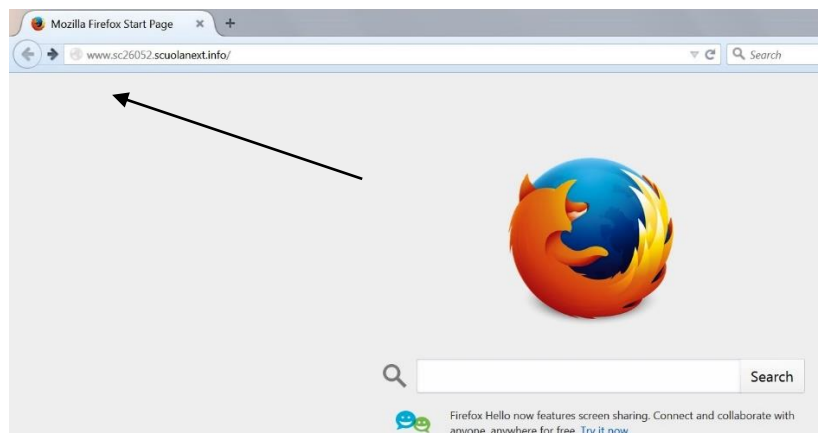 Mozilla Firefox Start Page
www.sc26052.scuolanext.info/
Search
Search
Firefox Hello now features screen sharing. Connect and collaborate with
anyone, anywhere for free. Try it now